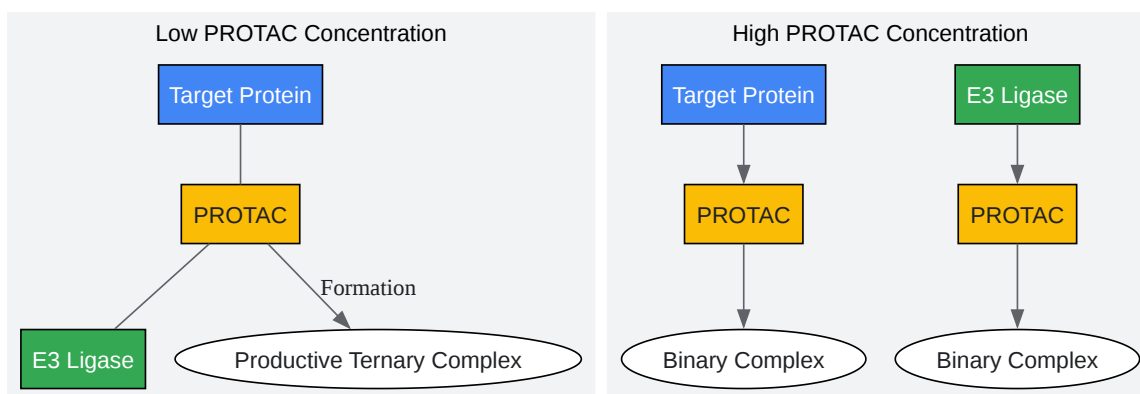 Low PROTAC Concentration
Target Protein
PROTAC
Formation
E3 Ligase
Productive Ternary Complex
High PROTAC Concentration
Target Protein
E3 Ligase
PROTAC
PROTAC
Binary Complex
Binary Complex